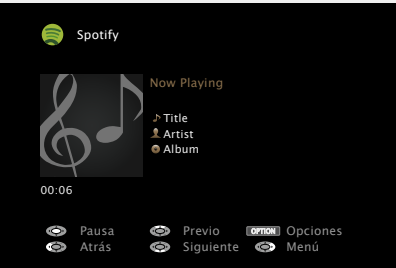 Spotify
Now Playing
Title
Artist
Album
00:06
Pausa Previo OPTION Opciones
Atrás Siguiente Menú